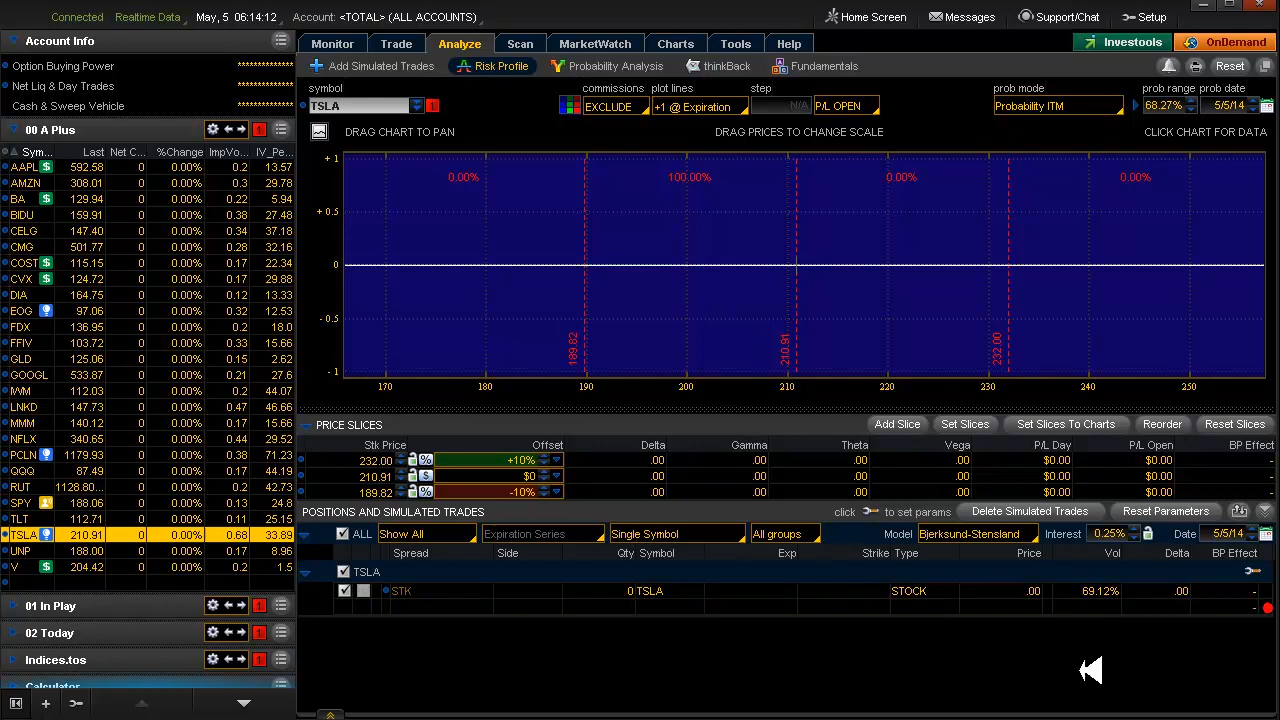 Connected Realtime Data May, 5 06:14:12 Account: <TOTAL> (ALL ACCOUNTS) Home Screen Messages Support/Chat Setup
Account Info
Option Buying Power **************
Net Liq & Day Trades **************
Cash & Sweep Vehicle **************
00 A Plus 1
Sym... Last Net C... %Change ImpVo... IV_Pe...
AAPL $ 592.58 0 0.00% 0.2 13.57
AMZN 308.01 0 0.00% 0.3 29.78
BA $ 129.94 0 0.00% 0.22 5.94
BIDU 159.91 0 0.00% 0.38 27.48
CELG 147.40 0 0.00% 0.34 37.18
CMG 501.77 0 0.00% 0.28 32.16
COST $ 115.15 0 0.00% 0.17 22.34
CVX $ 124.72 0 0.00% 0.17 29.88
DIA 164.75 0 0.00% 0.12 13.33
EOG 97.06 0 0.00% 0.32 12.53
FDX 136.95 0 0.00% 0.2 18.0
FFIV 103.72 0 0.00% 0.33 15.66
GLD 125.06 0 0.00% 0.15 2.62
GOOGL 533.87 0 0.00% 0.21 27.6
IWM 112.03 0 0.00% 0.2 44.07
LNKD 147.73 0 0.00% 0.47 46.66
MMM 140.12 0 0.00% 0.17 15.66
NFLX 340.65 0 0.00% 0.44 29.52
PCLN 1179.93 0 0.00% 0.38 71.23
QQQ 87.49 0 0.00% 0.17 44.19
RUT 1128.80... 0 0.00% 0.2 42.73
SPY 188.06 0 0.00% 0.13 24.8
TLT 112.71 0 0.00% 0.11 25.15
TSLA 210.91 0 0.00% 0.68 33.89
UNP 188.00 0 0.00% 0.17 8.96
V $ 204.42 0 0.00% 0.2 1.5
01 In Play 1
02 Today 1
Indices.tos 1
Calculator
Monitor Trade Analyze Scan MarketWatch Charts Tools Help Investools OnDemand
Add Simulated Trades Risk Profile Probability Analysis thinkBack Fundamentals Reset
symbol commissions plot lines step prob mode prob range prob date
TSLA 1 EXCLUDE +1 @ Expiration N/A P/L OPEN Probability ITM 68.27% 5/5/14
DRAG CHART TO PAN DRAG PRICES TO CHANGE SCALE CLICK CHART FOR DATA
+ 1
0.00% 100.00% 0.00% 0.00%
+ 0.5
0
- 0.5
189.82 210.91 232.00
- 1
170 180 190 200 210 220 230 240 250
PRICE SLICES Add Slice Set Slices Set Slices To Charts Reorder Reset Slices
Stk Price Offset Delta Gamma Theta Vega P/L Day P/L Open BP Effect
232.00 % +10% .00 .00 .00 .00 $0.00 $0.00
210.91 $ $0 .00 .00 .00 .00 $0.00 $0.00
189.82 % -10% .00 .00 .00 .00 $0.00 $0.00
POSITIONS AND SIMULATED TRADES click to set params Delete Simulated Trades Reset Parameters
ALL Show All Expiration Series Single Symbol All groups Model Bjerksund-Stensland Interest 0.25% Date 5/5/14
Spread Side Qty Symbol Exp Strike Type Price Vol Delta BP Effect
TSLA
STK 0 TSLA STOCK .00 69.12% .00 -
-